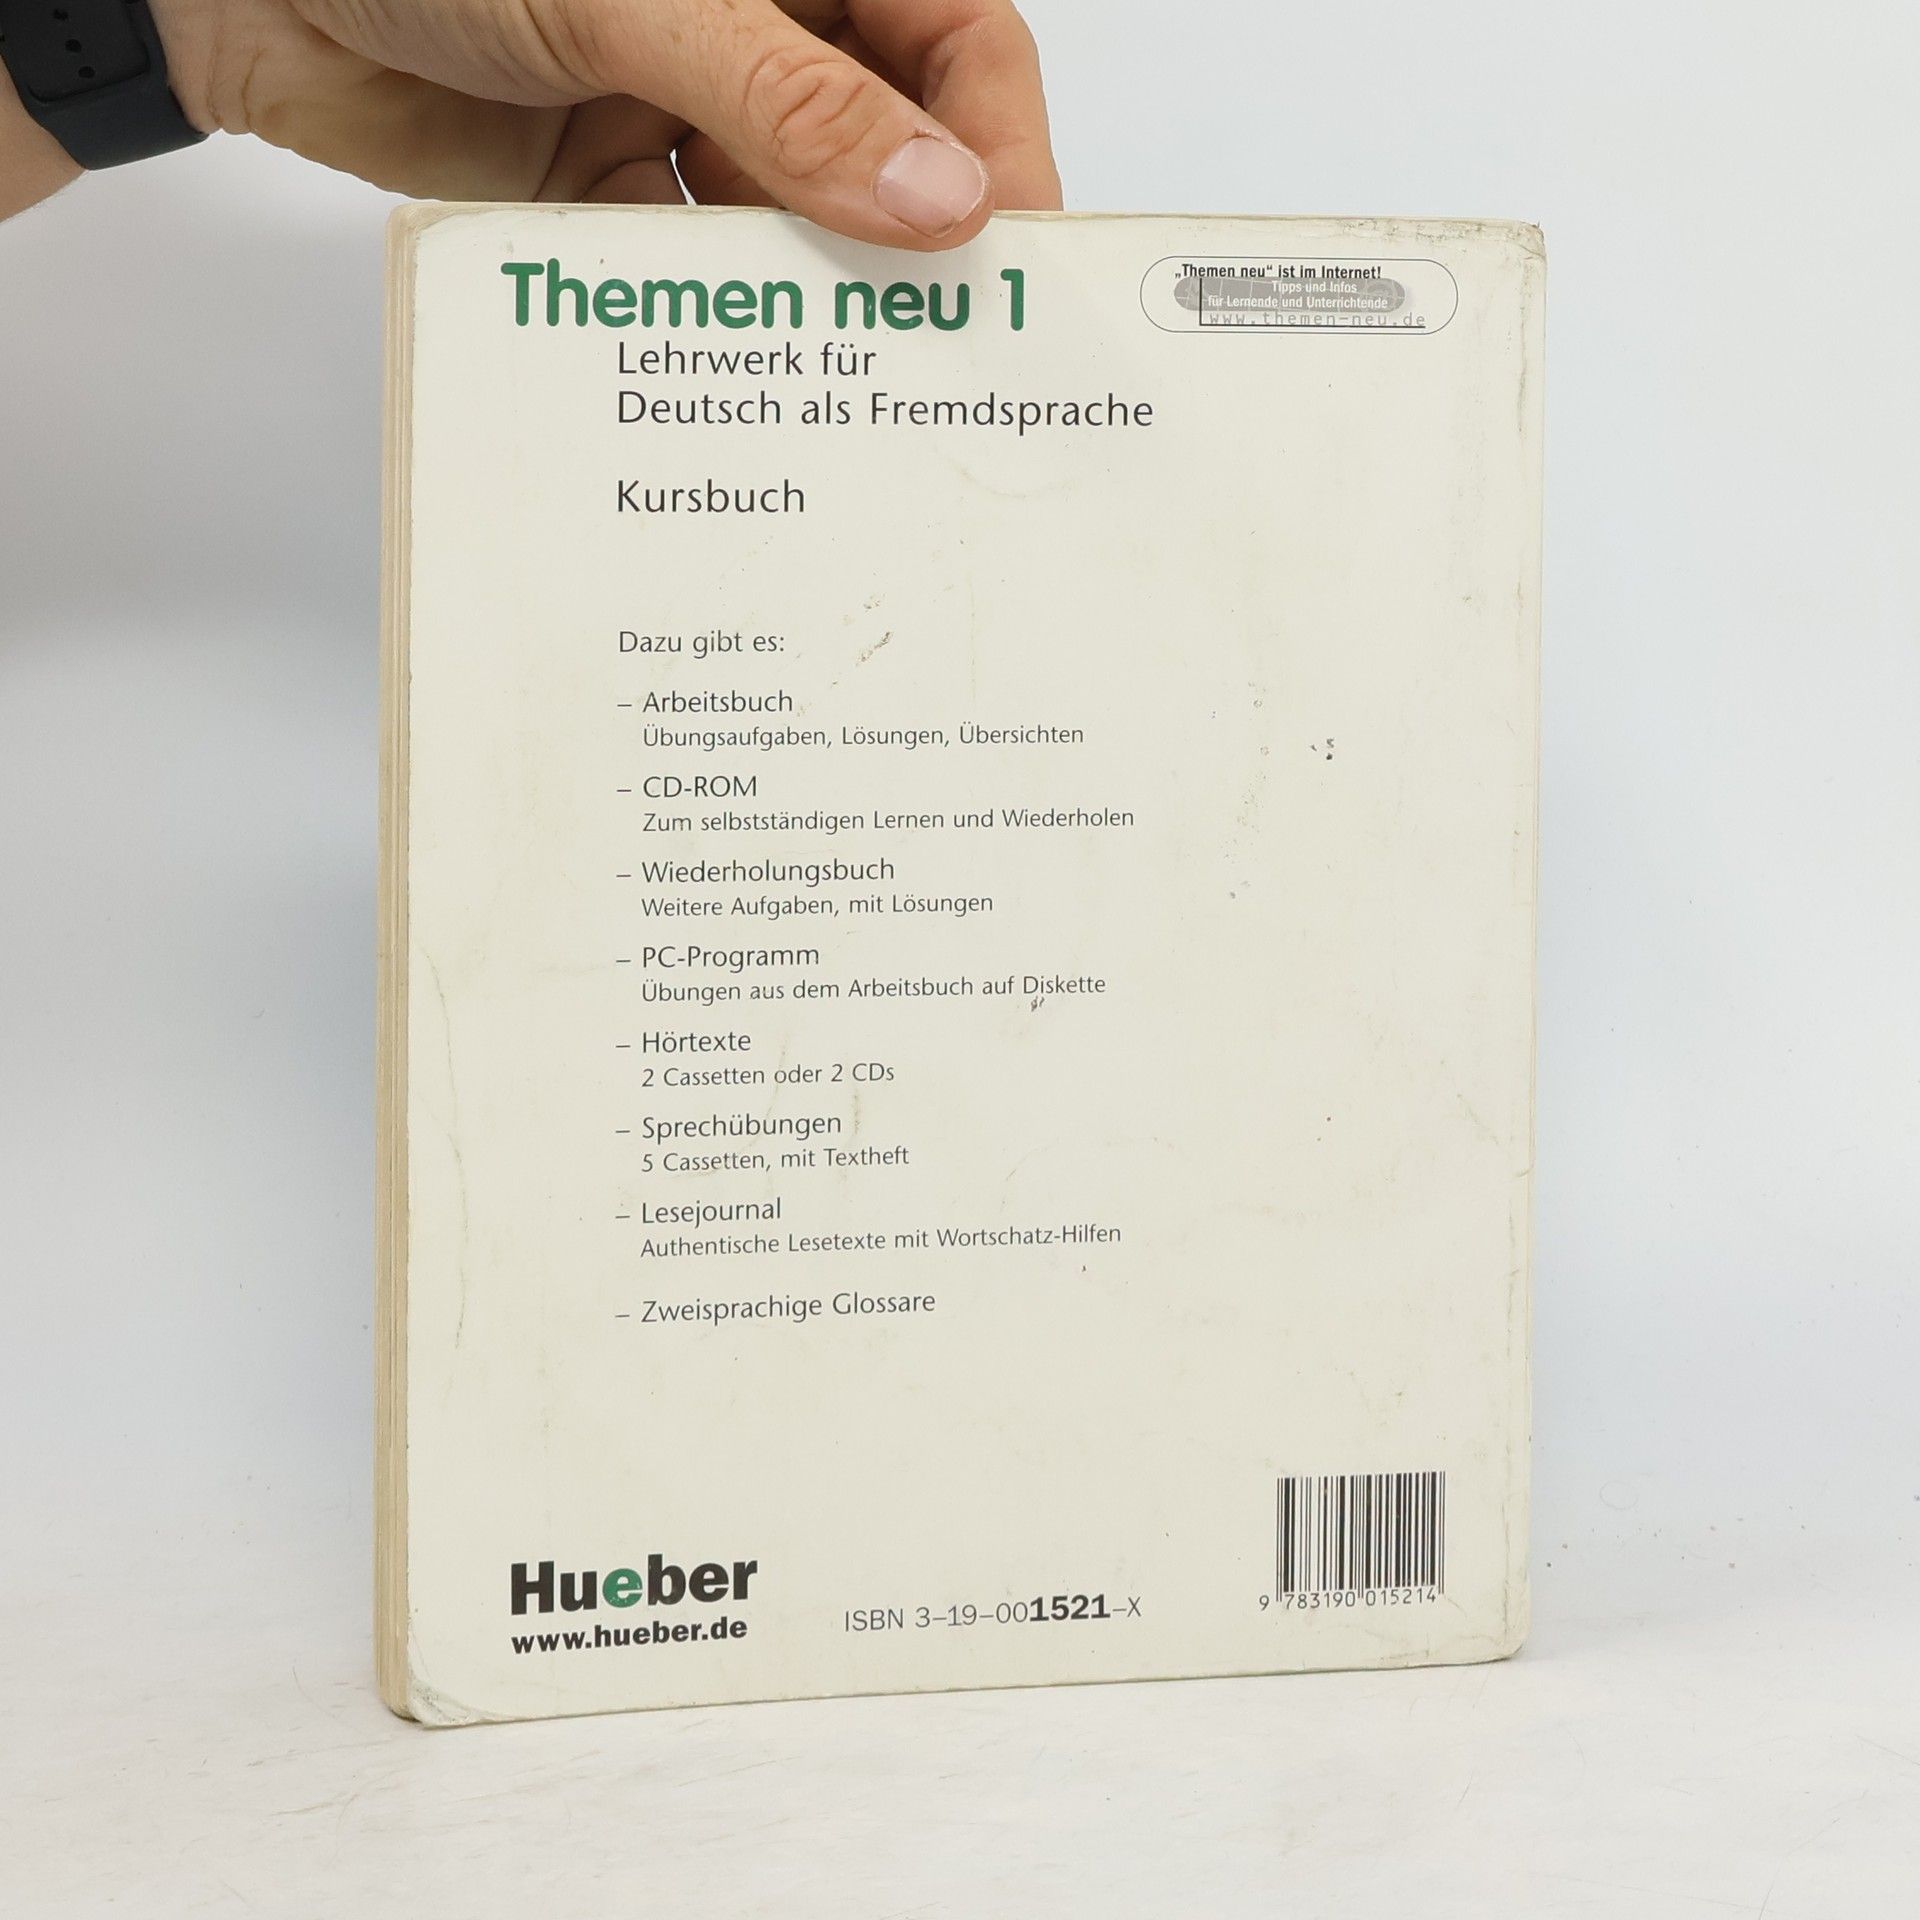 Themen neu 1
Lehrwerk für
Deutsch als Fremdsprache
Kursbuch
„Themen neu“ ist im Internet!
Tipps und Infos
für Lernende und Unterrichtende
www.themen-neu.de
Dazu gibt es:
– Arbeitsbuch
Übungsaufgaben, Lösungen, Übersichten
– CD-ROM
Zum selbstständigen Lernen und Wiederholen
– Wiederholungsbuch
Weitere Aufgaben, mit Lösungen
– PC-Programm
Übungen aus dem Arbeitsbuch auf Diskette
– Hörtexte
2 Cassetten oder 2 CDs
– Sprechübungen
5 Cassetten, mit Textheft
– Lesejournal
Authentische Lesetexte mit Wortschatz-Hilfen
– Zweisprachige Glossare
Hueber
www.hueber.de
ISBN 3–19–001521–X
9 783190 015214